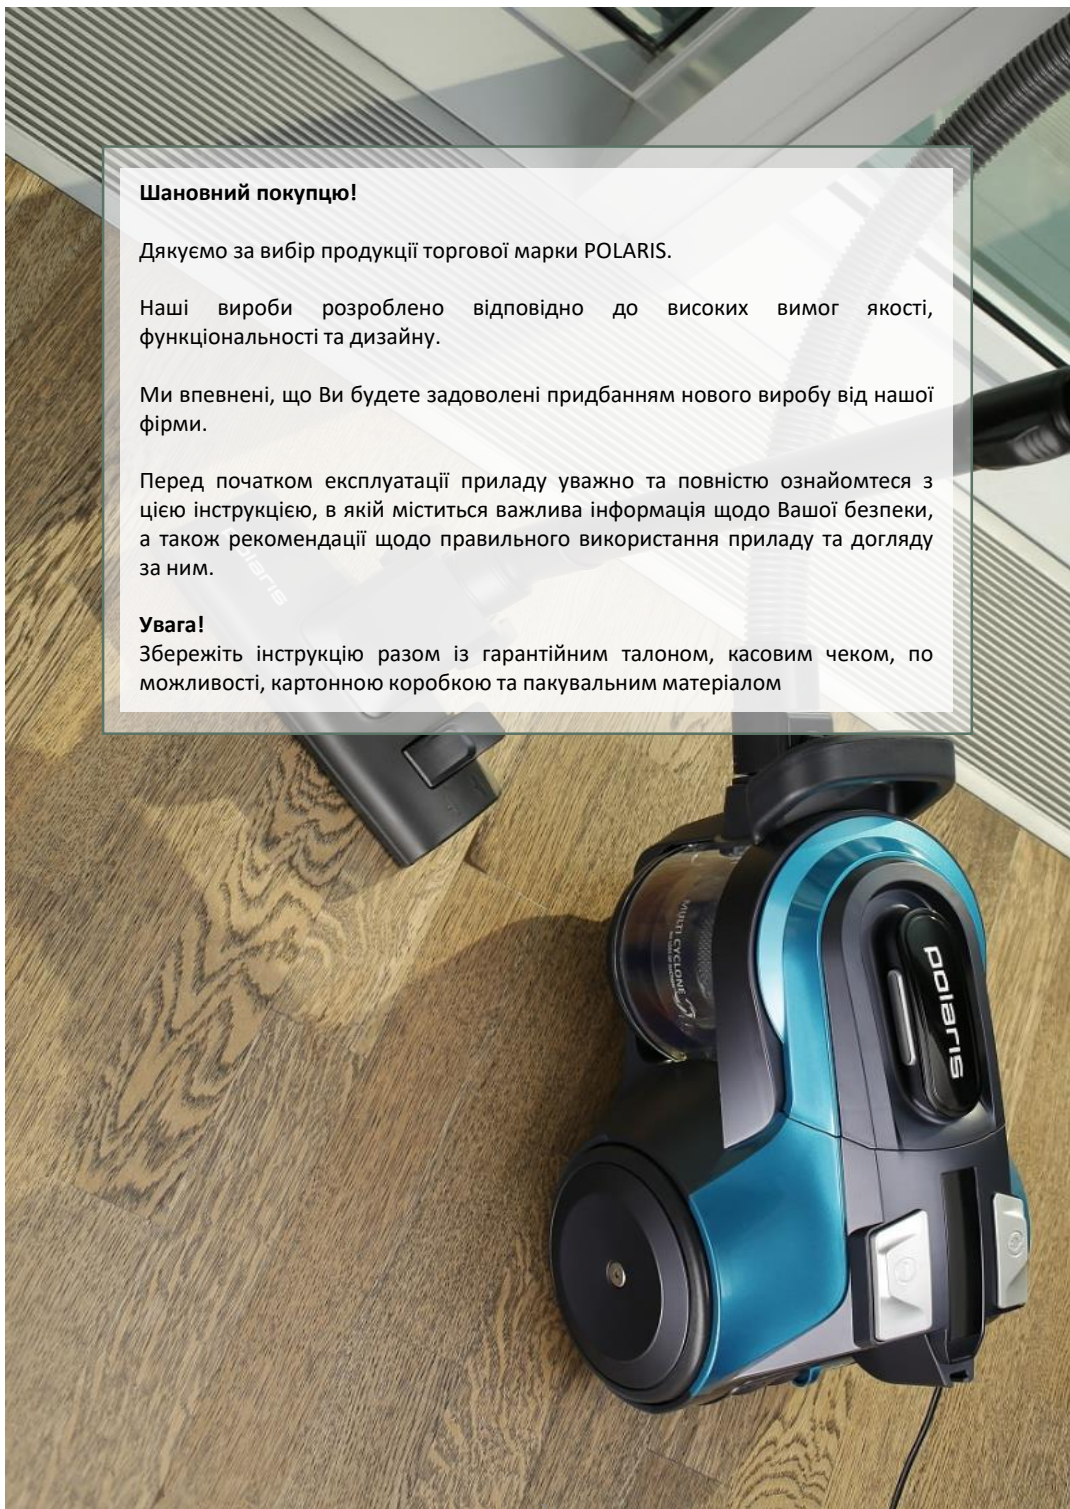 Шановний покупцю!
Дякуємо за вибір продукції торгової марки POLARIS.
Наші вироби розроблено відповідно до високих вимог якості,
функціональності та дизайну.
Ми впевнені, що Ви будете задоволені придбанням нового виробу від нашої
фірми.
Перед початком експлуатації приладу уважно та повністю ознайомтеся з
цією інструкцією, в якій міститься важлива інформація щодо Вашої безпеки,
а також рекомендації щодо правильного використання приладу та догляду
за ним.
Увага!
Збережіть інструкцію разом із гарантійним талоном, касовим чеком, по
можливості, картонною коробкою та пакувальним матеріалом
polaris
MULTI CYCLONE
polaris